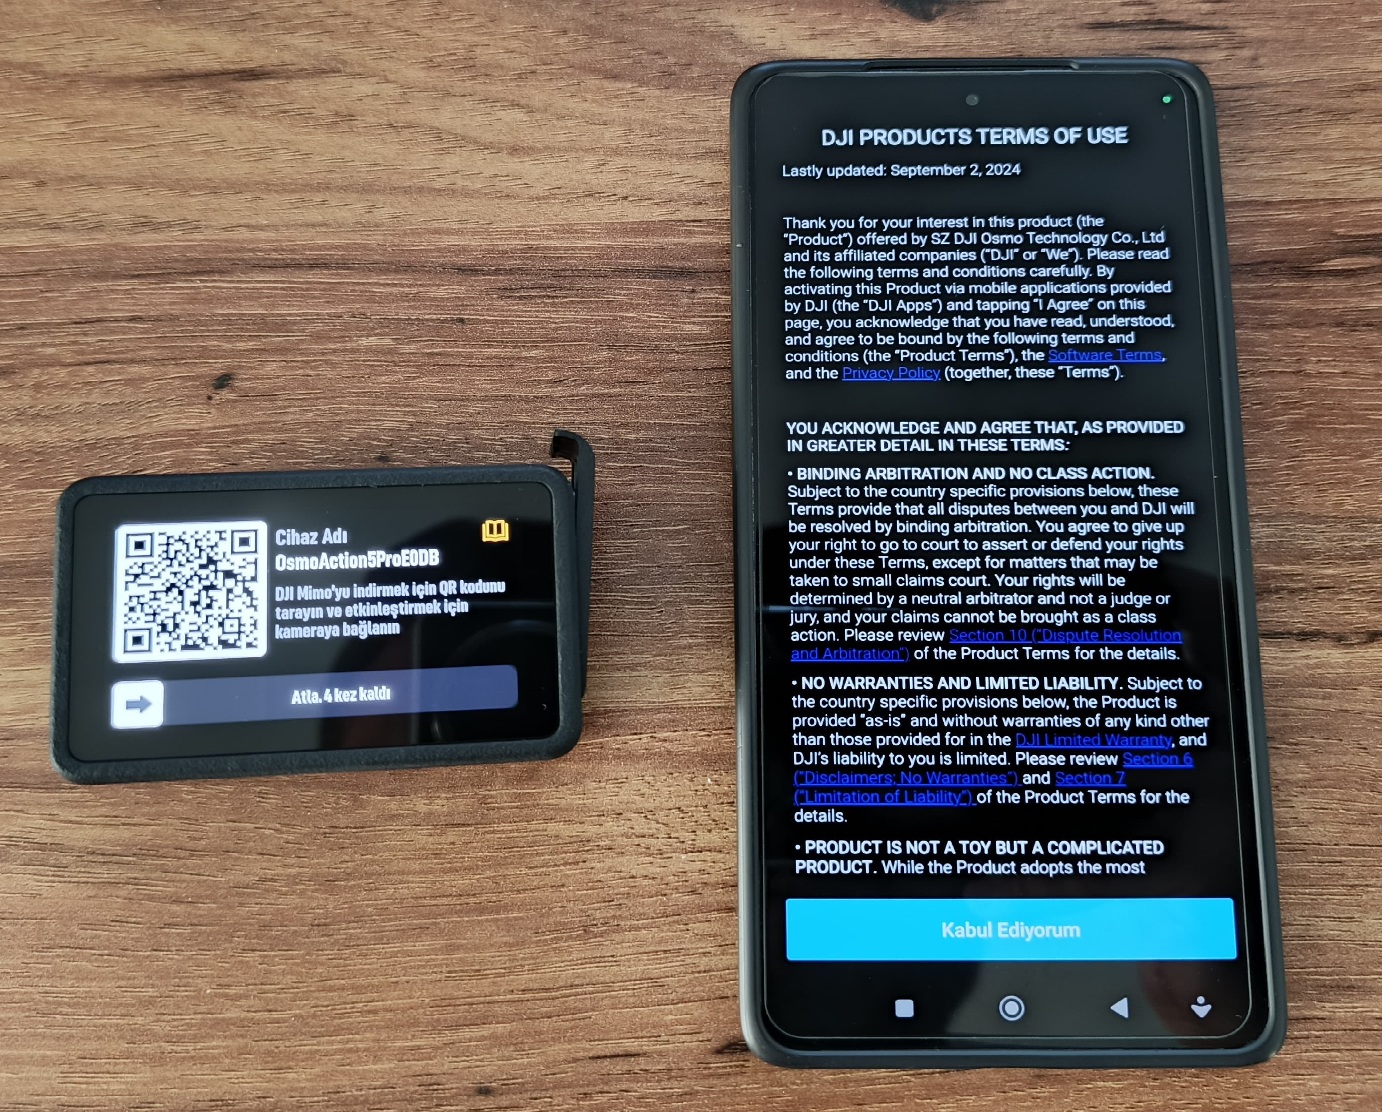 Cihaz Adı
OsmoAction5ProE0DB
DJI Mimo'yu indirmek için QR kodunu
tarayın ve etkinleştirmek için
kameraya bağlanın
Atla. 4 kez kaldı
DJI PRODUCTS TERMS OF USE
Lastly updated: September 2, 2024
Thank you for your interest in this product (the
"Product") offered by SZ DJI Osmo Technology Co., Ltd
and its affiliated companies ("DJI" or "We"). Please read
the following terms and conditions carefully. By
activating this Product via mobile applications provided
by DJI (the "DJI Apps") and tapping "I Agree" on this
page, you acknowledge that you have read, understood,
and agree to be bound by the following terms and
conditions (the "Product Terms"), the Software Terms,
and the Privacy Policy (together, these "Terms").
YOU ACKNOWLEDGE AND AGREE THAT, AS PROVIDED
IN GREATER DETAIL IN THESE TERMS:
• BINDING ARBITRATION AND NO CLASS ACTION.
Subject to the country specific provisions below, these
Terms provide that all disputes between you and DJI will
be resolved by binding arbitration. You agree to give up
your right to go to court to assert or defend your rights
under these Terms, except for matters that may be
taken to small claims court. Your rights will be
determined by a neutral arbitrator and not a judge or
jury, and your claims cannot be brought as a class
action. Please review Section 10 ("Dispute Resolution
and Arbitration") of the Product Terms for the details.
• NO WARRANTIES AND LIMITED LIABILITY. Subject to
the country specific provisions below, the Product is
provided "as-is" and without warranties of any kind other
than those provided for in the DJI Limited Warranty, and
DJI's liability to you is limited. Please review Section 6
("Disclaimers; No Warranties") and Section 7
("Limitation of Liability") of the Product Terms for the
details.
• PRODUCT IS NOT A TOY BUT A COMPLICATED
PRODUCT. While the Product adopts the most
Kabul Ediyorum